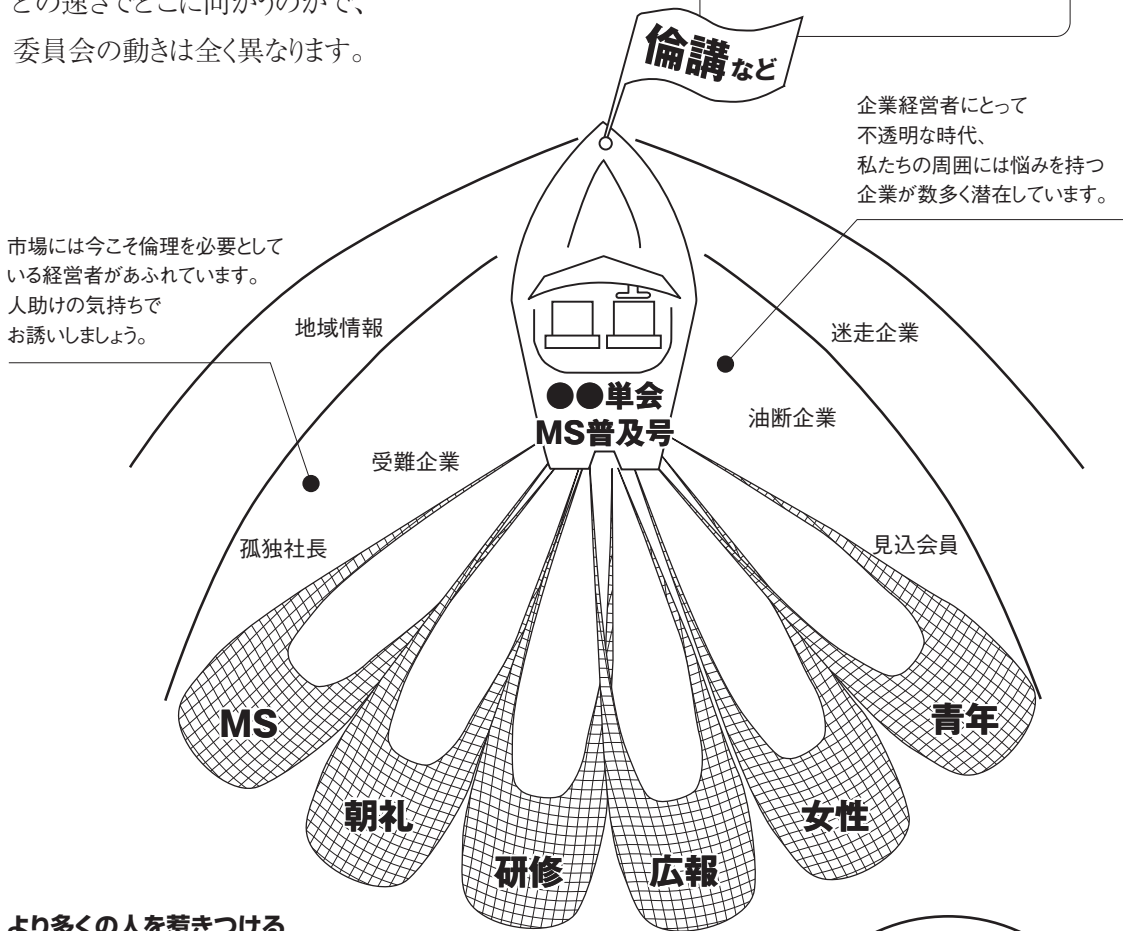 どの速さでどこに向かうのかで、
委員会の動きは全く異なります。
倫講など
企業経営者にとって
不透明な時代、
私たちの周囲には悩みを持つ
企業が数多く潜在しています。
市場には今こそ倫理を必要として
いる経営者があふれています。
人助けの気持ちで
お誘いしましょう。
地域情報
迷走企業
●●単会
MS普及号
油断企業
受難企業
孤独社長
見込会員
MS
青年
朝礼
女性
研修
広報
より多くの人を惹きつける